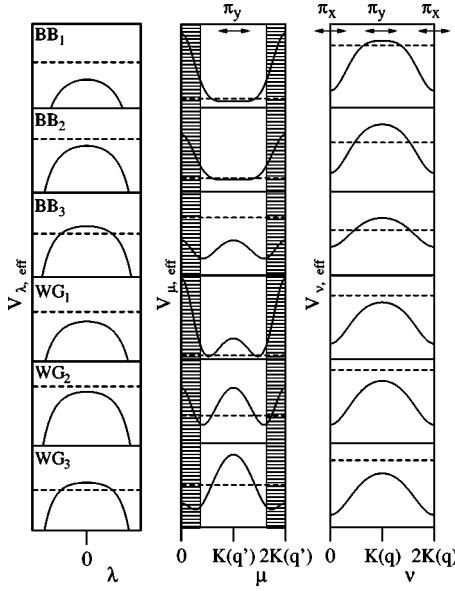 π_y π_x π_y π_x
BB₁
BB₂
BB₃
WG₁
WG₂
WG₃
V_λ, eff
V_μ, eff
V_ν, eff
0 0 K(q') 2K(q') 0 K(q) 2K(q)
λ μ ν